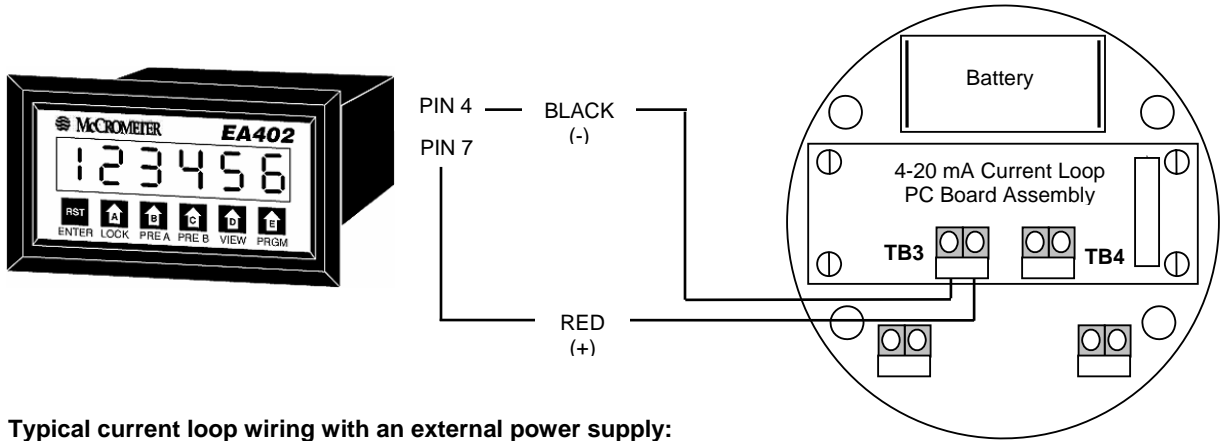 McCROMETER
EA402
123456
RST A B C D E
ENTER LOCK PRE A PRE B VIEW PRGM
PIN 4
BLACK
(-)
PIN 7
RED
(+)
Battery
4-20 mA Current Loop
PC Board Assembly
TB3
TB4
Typical current loop wiring with an external power supply: